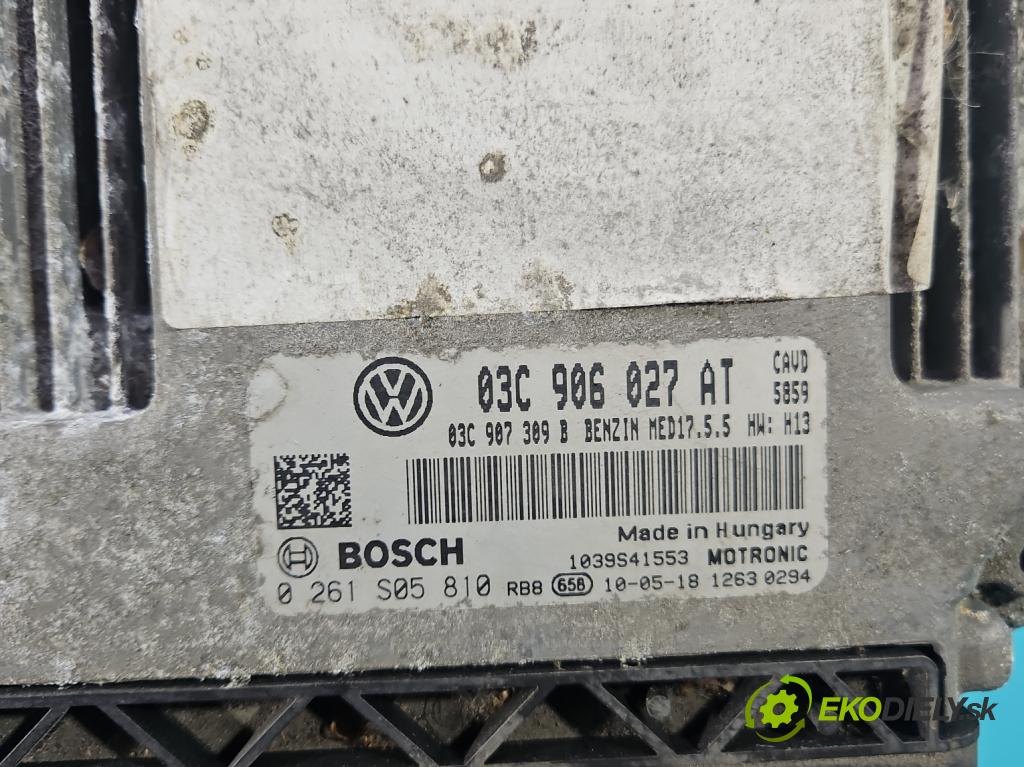 03C 906 027 AT CAVD
5859
03C 907 309 B BENZIN MED17.5.5 HW: H13
Made in Hungary
BOSCH 1039S41553 MOTRONIC
0 261 S05 810 RB8 658 10-05-18 1263 0294
EKODIELY.sk